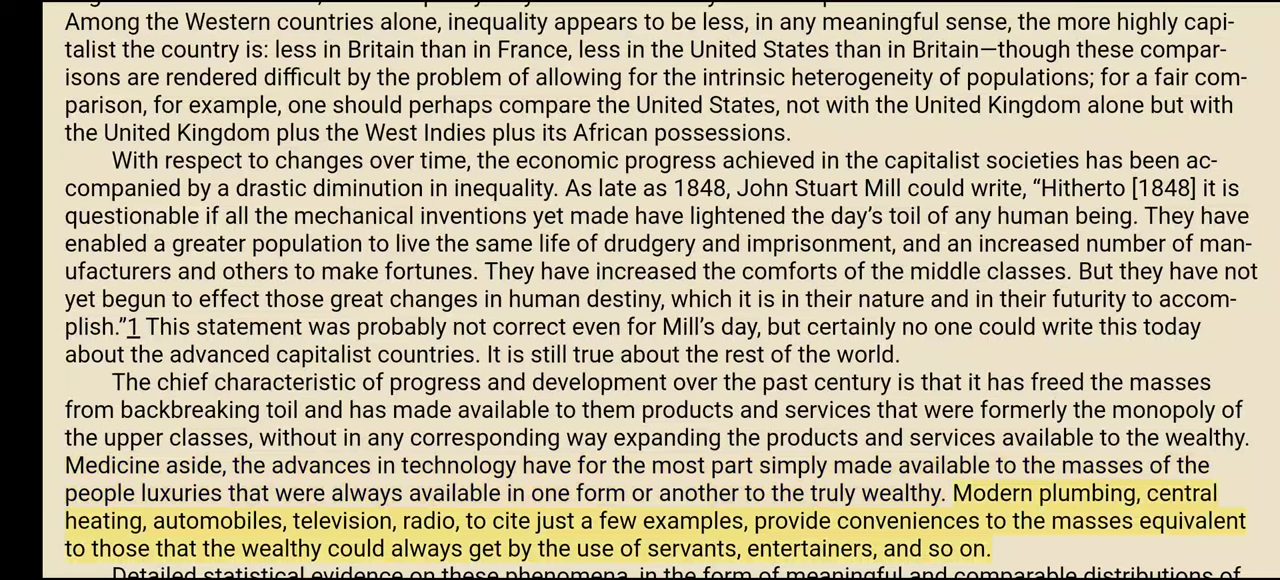 Among the Western countries alone, inequality appears to be less, in any meaningful sense, the more highly capi-
talist the country is: less in Britain than in France, less in the United States than in Britain—though these compar-
isons are rendered difficult by the problem of allowing for the intrinsic heterogeneity of populations; for a fair com-
parison, for example, one should perhaps compare the United States, not with the United Kingdom alone but with
the United Kingdom plus the West Indies plus its African possessions.
With respect to changes over time, the economic progress achieved in the capitalist societies has been ac-
companied by a drastic diminution in inequality. As late as 1848, John Stuart Mill could write, “Hitherto [1848] it is
questionable if all the mechanical inventions yet made have lightened the day’s toil of any human being. They have
enabled a greater population to live the same life of drudgery and imprisonment, and an increased number of man-
ufacturers and others to make fortunes. They have increased the comforts of the middle classes. But they have not
yet begun to effect those great changes in human destiny, which it is in their nature and in their futurity to accom-
plish.”1 This statement was probably not correct even for Mill’s day, but certainly no one could write this today
about the advanced capitalist countries. It is still true about the rest of the world.
The chief characteristic of progress and development over the past century is that it has freed the masses
from backbreaking toil and has made available to them products and services that were formerly the monopoly of
the upper classes, without in any corresponding way expanding the products and services available to the wealthy.
Medicine aside, the advances in technology have for the most part simply made available to the masses of the
people luxuries that were always available in one form or another to the truly wealthy. Modern plumbing, central
heating, automobiles, television, radio, to cite just a few examples, provide conveniences to the masses equivalent
to those that the wealthy could always get by the use of servants, entertainers, and so on.
Detailed statistical evidence on these phenomena, in the form of meaningful and comparable distributions of